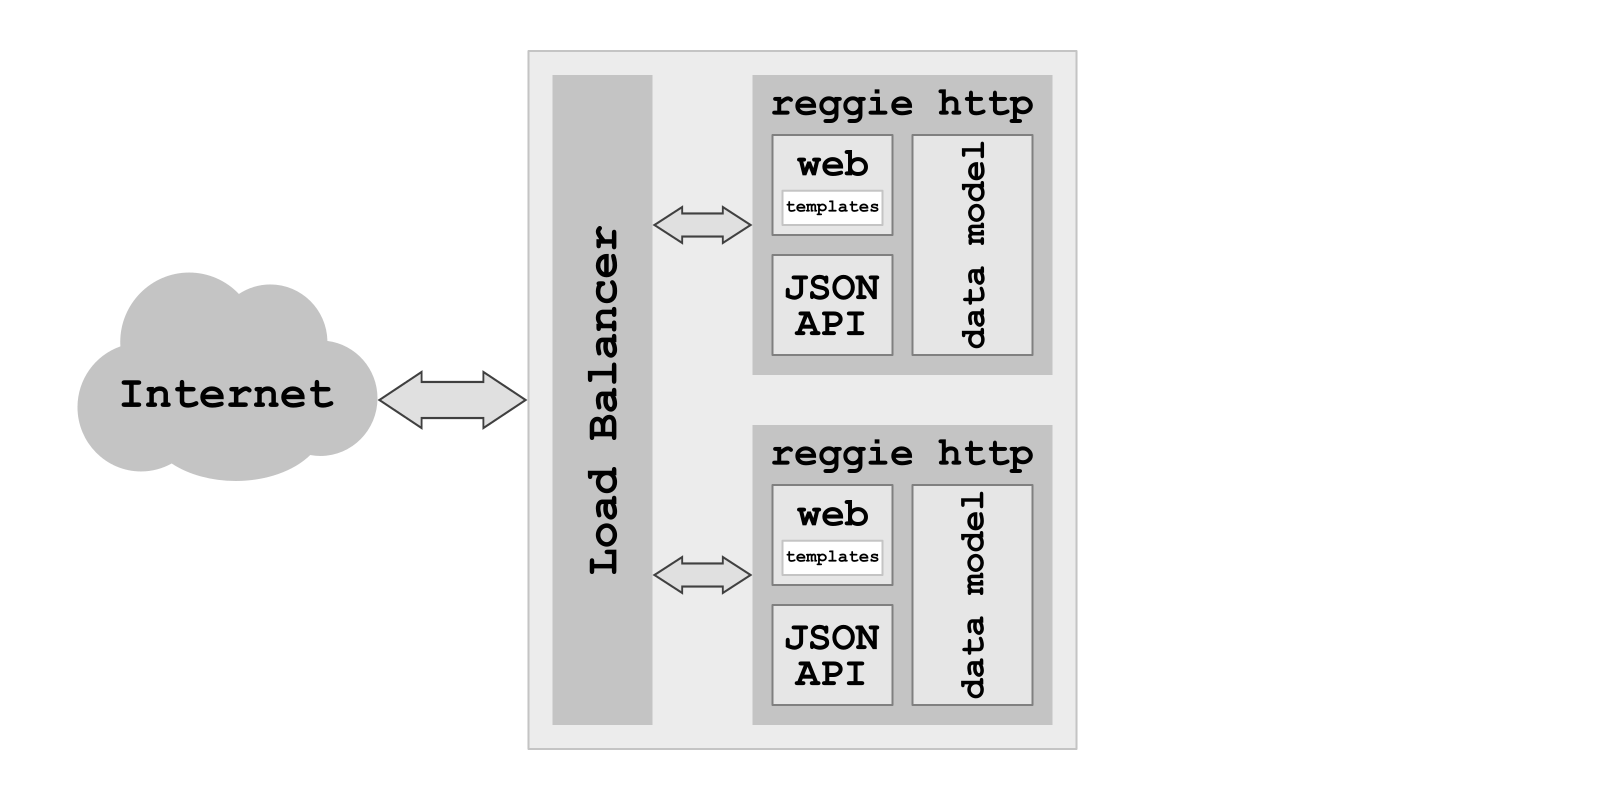 Internet
Load Balancer
reggie http
web
templates
JSON
API
data model
reggie http
web
templates
JSON
API
data model